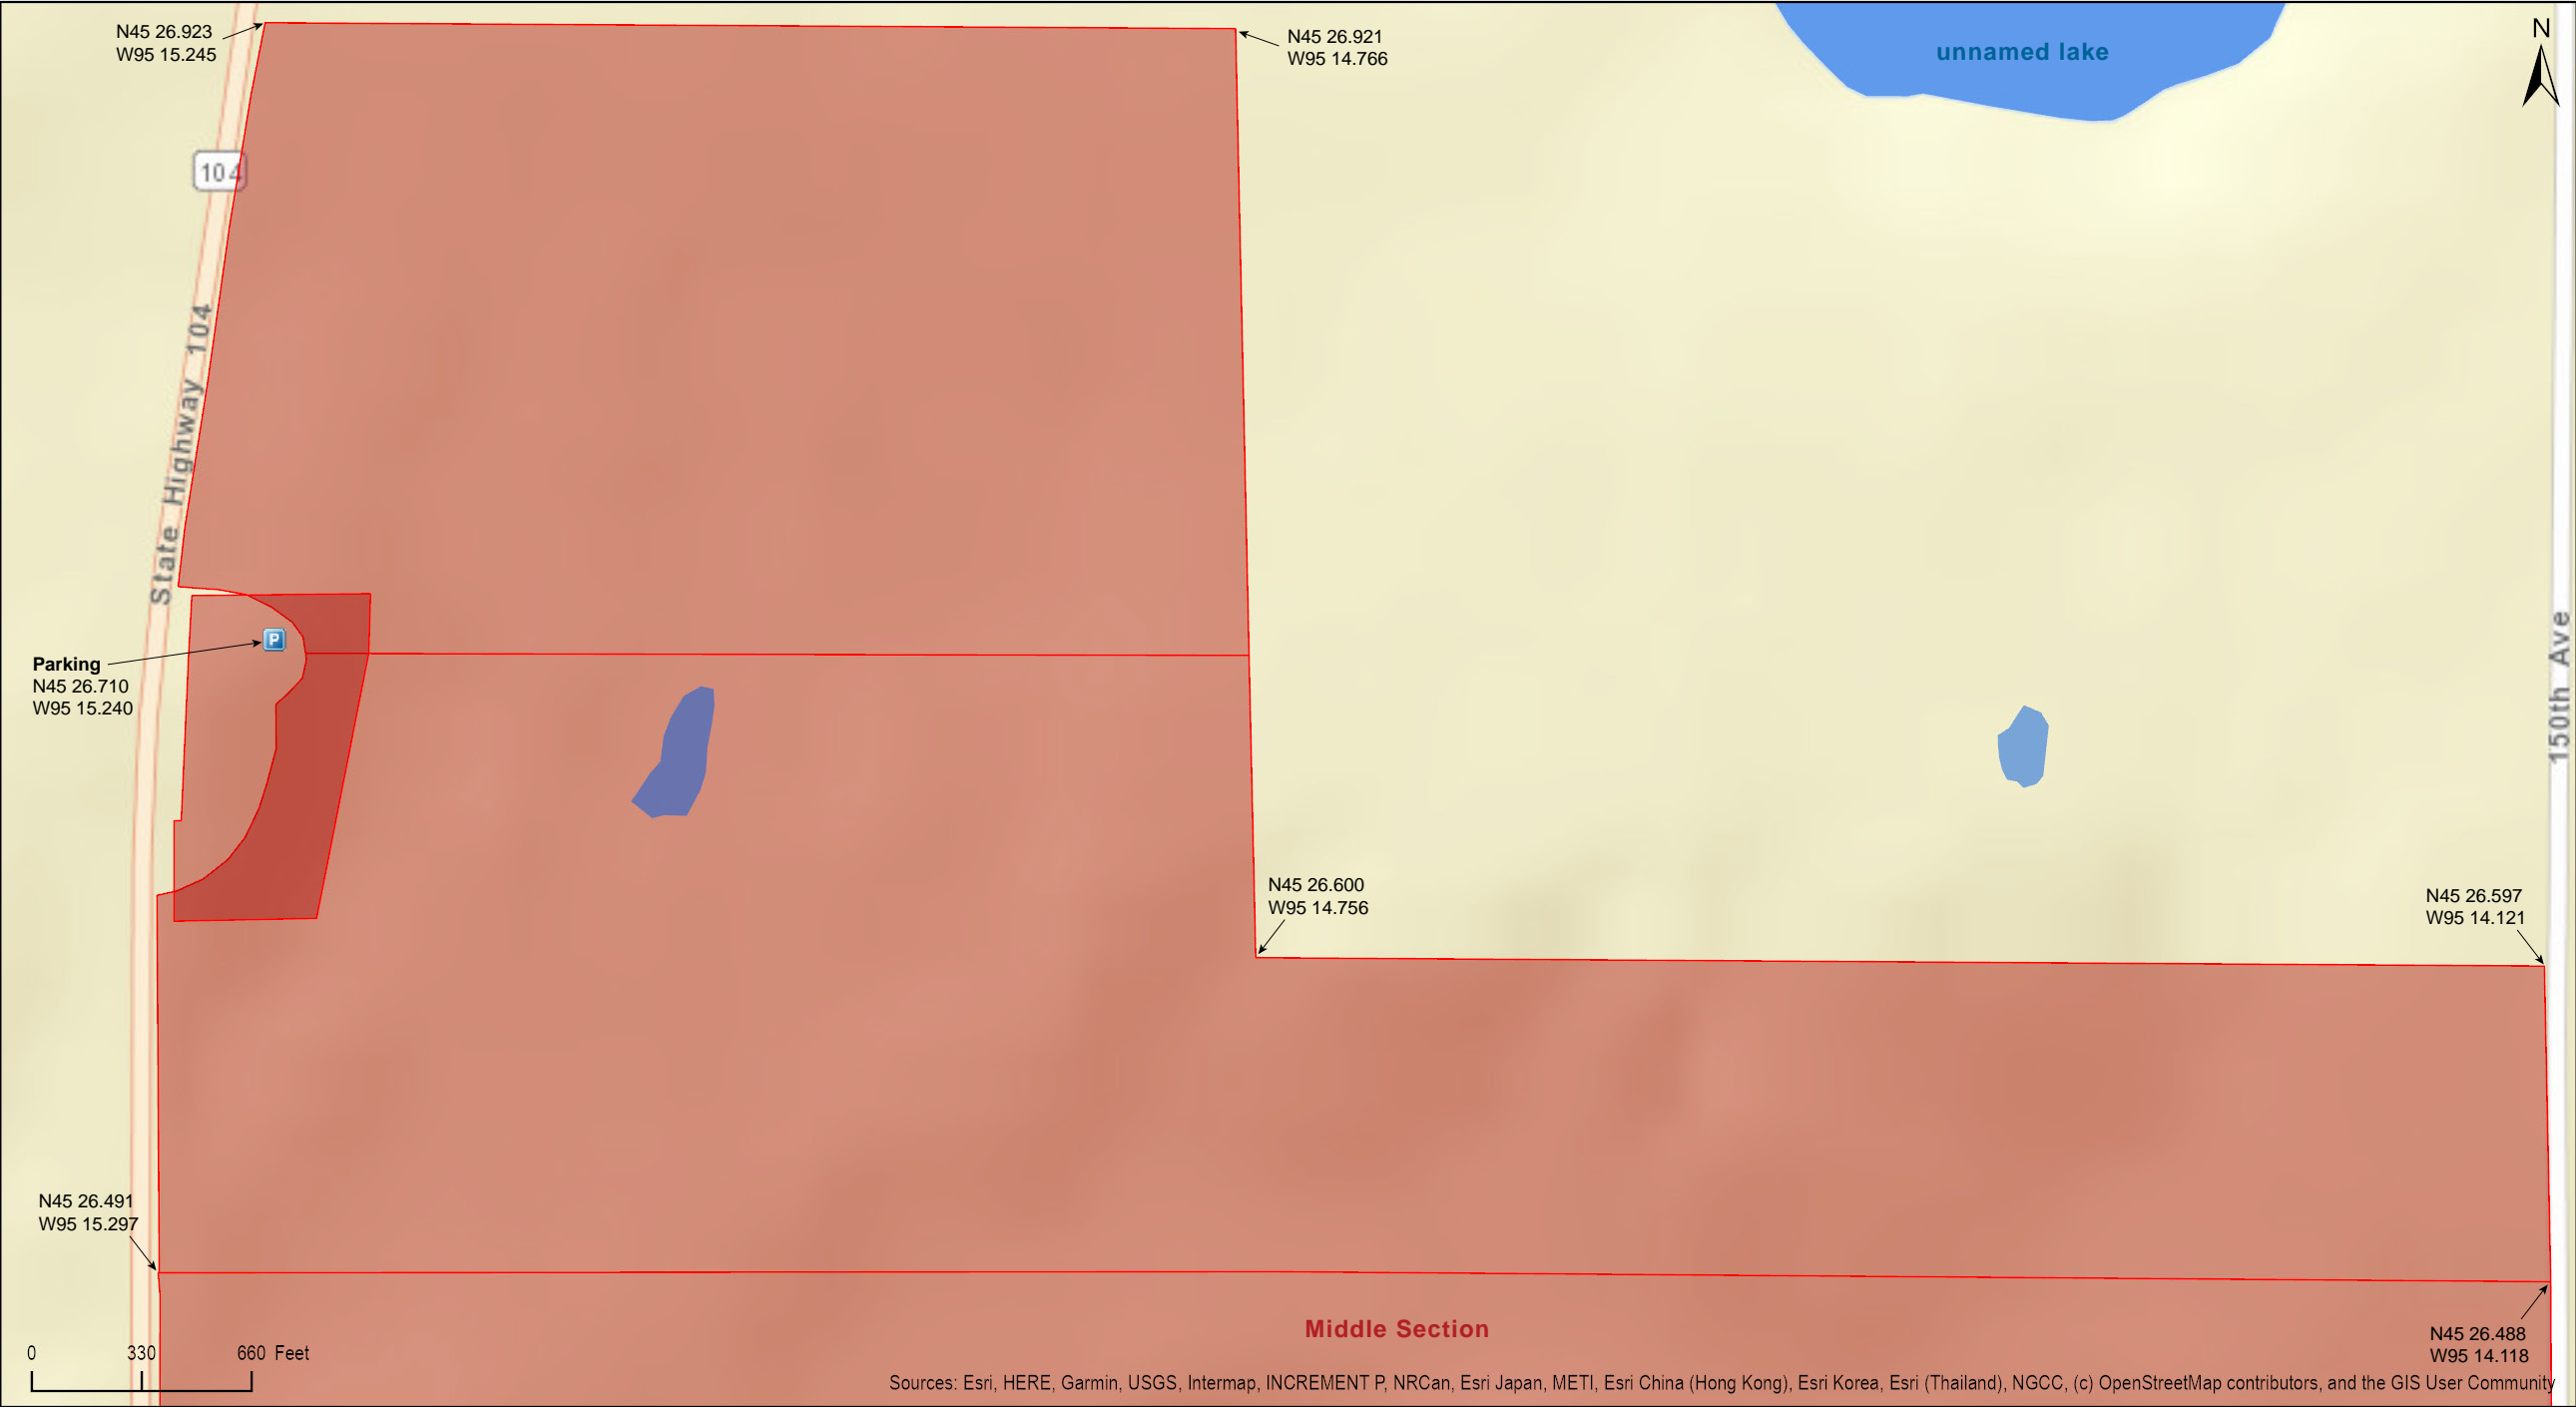 N45 26.923
W95 15.245
N45 26.921
W95 14.766
unnamed lake
N
104
State Highway 104
P
Parking
N45 26.710
W95 15.240
150th Ave
N45 26.600
W95 14.756
N45 26.597
W95 14.121
N45 26.491
W95 15.297
Middle Section
N45 26.488
W95 14.118
0 330 660 Feet
Sources: Esri, HERE, Garmin, USGS, Intermap, INCREMENT P, NRCan, Esri Japan, METI, Esri China (Hong Kong), Esri Korea, Esri (Thailand), NGCC, (c) OpenStreetMap contributors, and the GIS User Community